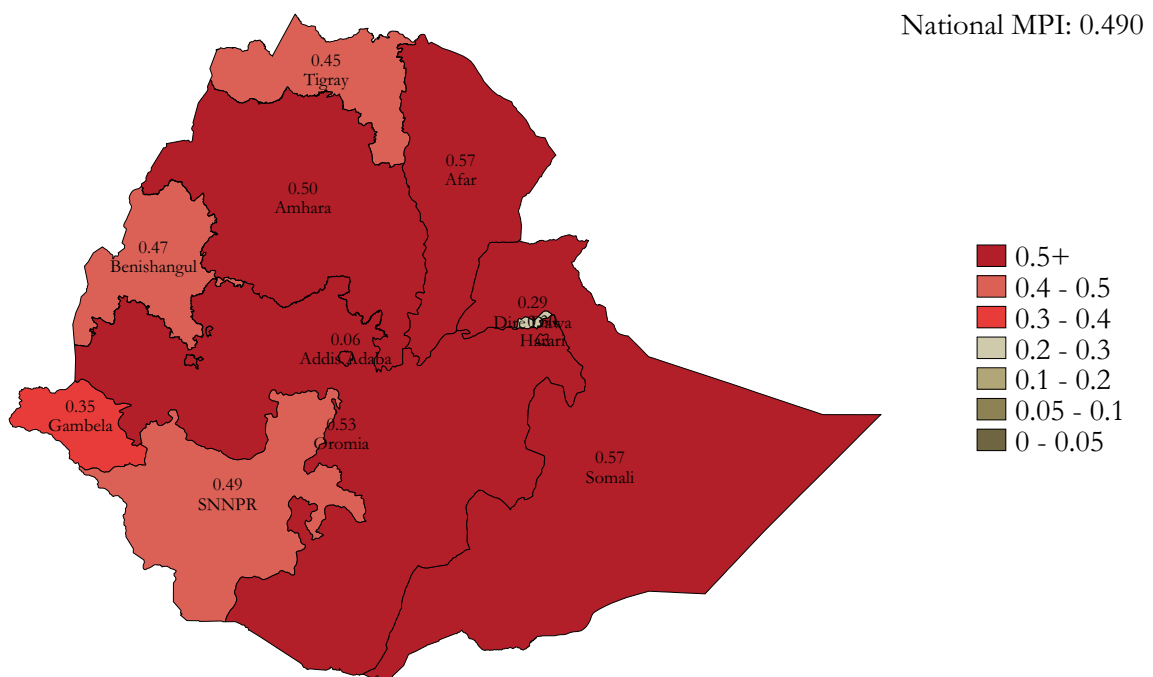 National MPI: 0.490
0.45
Tigray
0.57
Afar
0.50
Amhara
0.47
Benishangul
0.29
Harari
0.06
Addis Adaba
0.35
Gambela
0.53
Oromia
0.57
Somali
0.49
SNNPR
0.5+
0.4 - 0.5
0.3 - 0.4
0.2 - 0.3
0.1 - 0.2
0.05 - 0.1
0 - 0.05